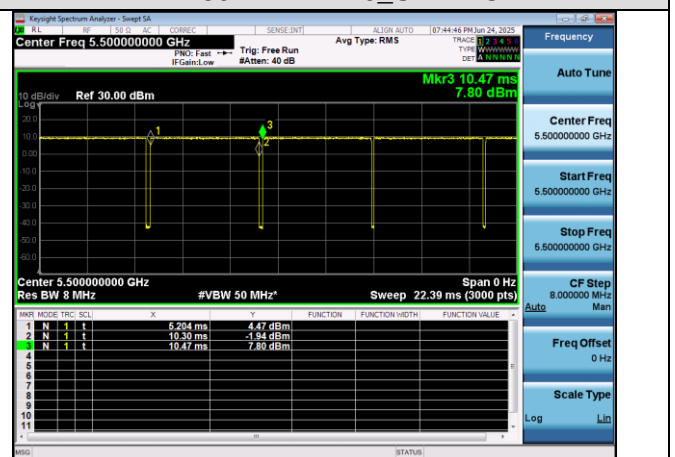 Keysight Spectrum Analyzer - Swept SA
RL RF 50 Ω AC CORREC SENSE:INT ALIGN AUTO 07:44:46 PM Jun 24, 2025
Center Freq 5.500000000 GHz
PNO: Fast
IFGain:Low
Trig: Free Run
#Atten: 40 dB
Avg Type: RMS
TRACE 1 2 3 4 5 6
TYPE WWWWWW
DET A N N N N N
Mkr3 10.47 ms
7.80 dBm
10 dB/div Ref 30.00 dBm
Log
20.0
10.0
0.00
-10.0
-20.0
-30.0
-40.0
-50.0
-60.0
1
2
3
Center 5.500000000 GHz Span 0 Hz
Res BW 8 MHz #VBW 50 MHz* Sweep 22.39 ms (3000 pts)
MKR MODE TRC SCL X Y FUNCTION FUNCTION WIDTH FUNCTION VALUE
1 N 1 t 5.204 ms 4.47 dBm
2 N 1 t 10.30 ms -1.94 dBm
3 N 1 t 10.47 ms 7.80 dBm
4
5
6
7
8
9
10
11
MSG STATUS
Frequency
Auto Tune
Center Freq
5.500000000 GHz
Start Freq
5.500000000 GHz
Stop Freq
5.500000000 GHz
CF Step
8.000000 MHz
Auto Man
Freq Offset
0 Hz
Scale Type
Log Lin